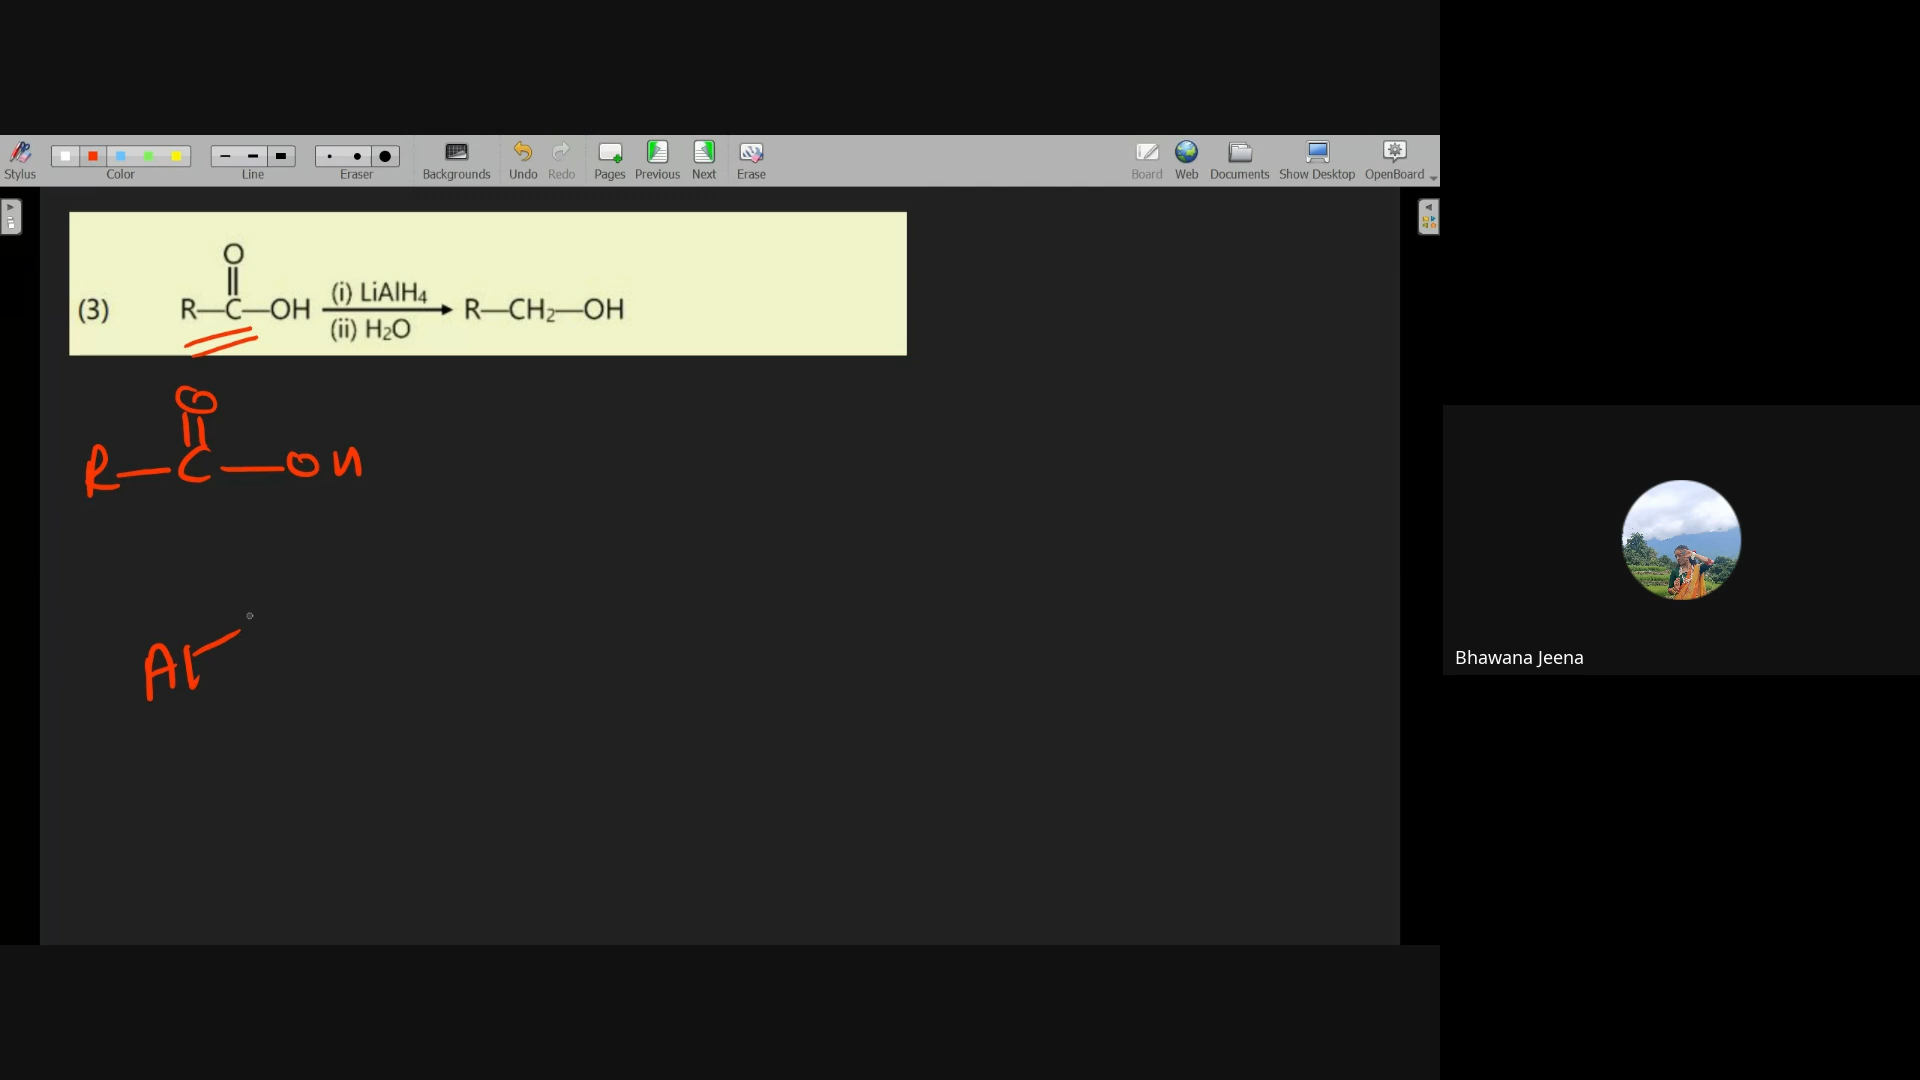 Stylus Color Line Eraser Backgrounds Undo Redo Pages Previous Next Erase Board Web Documents Show Desktop OpenBoard
O
(i) LiAlH4
(3) R—C—OH R—CH2—OH
(ii) H2O
O
R—C—OH
Al
Bhawana Jeena